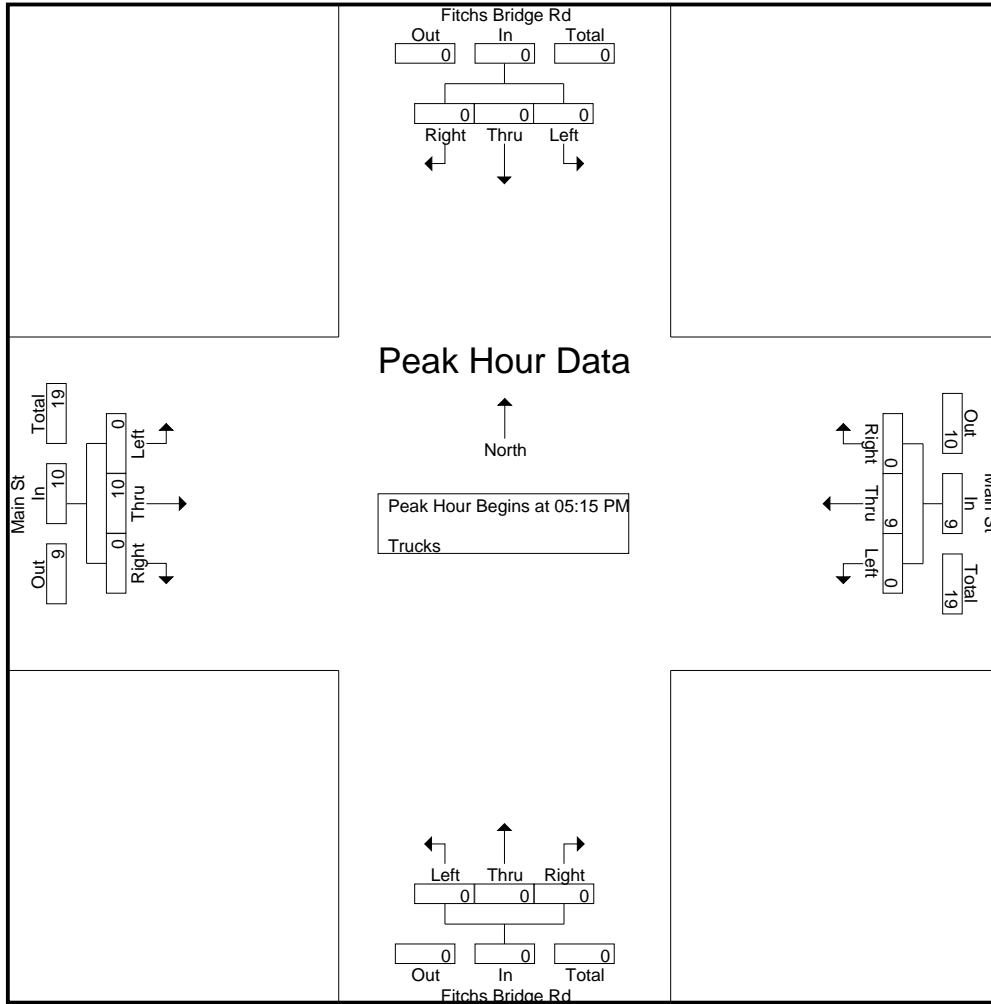 Fitchs Bridge Rd
Out In Total
0 0 0
0 0 0
Right Thru Left
Peak Hour Data
North
Peak Hour Begins at 05:15 PM
Trucks
Main St
Total In Out
19 10 9
0 10 0
Left Thru Right
Right Thru Left
0 9 0
Out In Total
10 9 19
Main St
Left Thru Right
0 0 0
0 0 0
Out In Total
Fitchs Bridge Rd